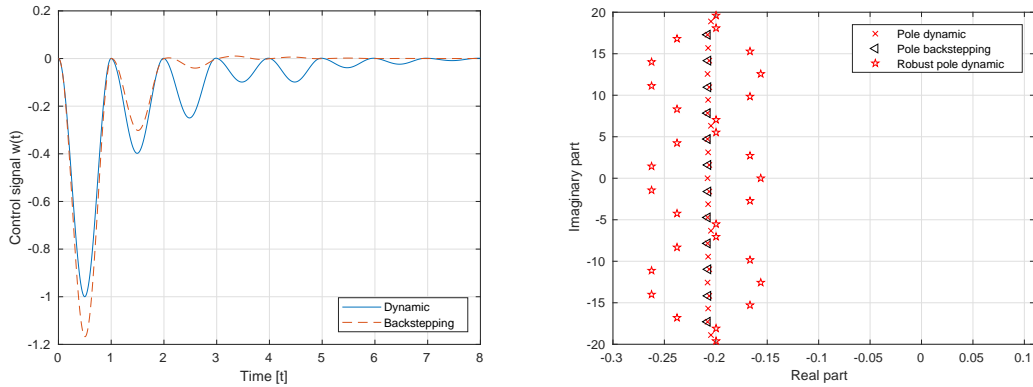 0.2
0
-0.2
-0.4
-0.6
-0.8
-1
-1.2
Control signal w(t)
0 1 2 3 4 5 6 7 8
Time [t]
Dynamic
Backstepping
20
15
10
5
0
-5
-10
-15
-20
Imaginary part
-0.3 -0.25 -0.2 -0.15 -0.1 -0.05 0 0.05 0.1
Real part
Pole dynamic
Pole backstepping
Robust pole dynamic